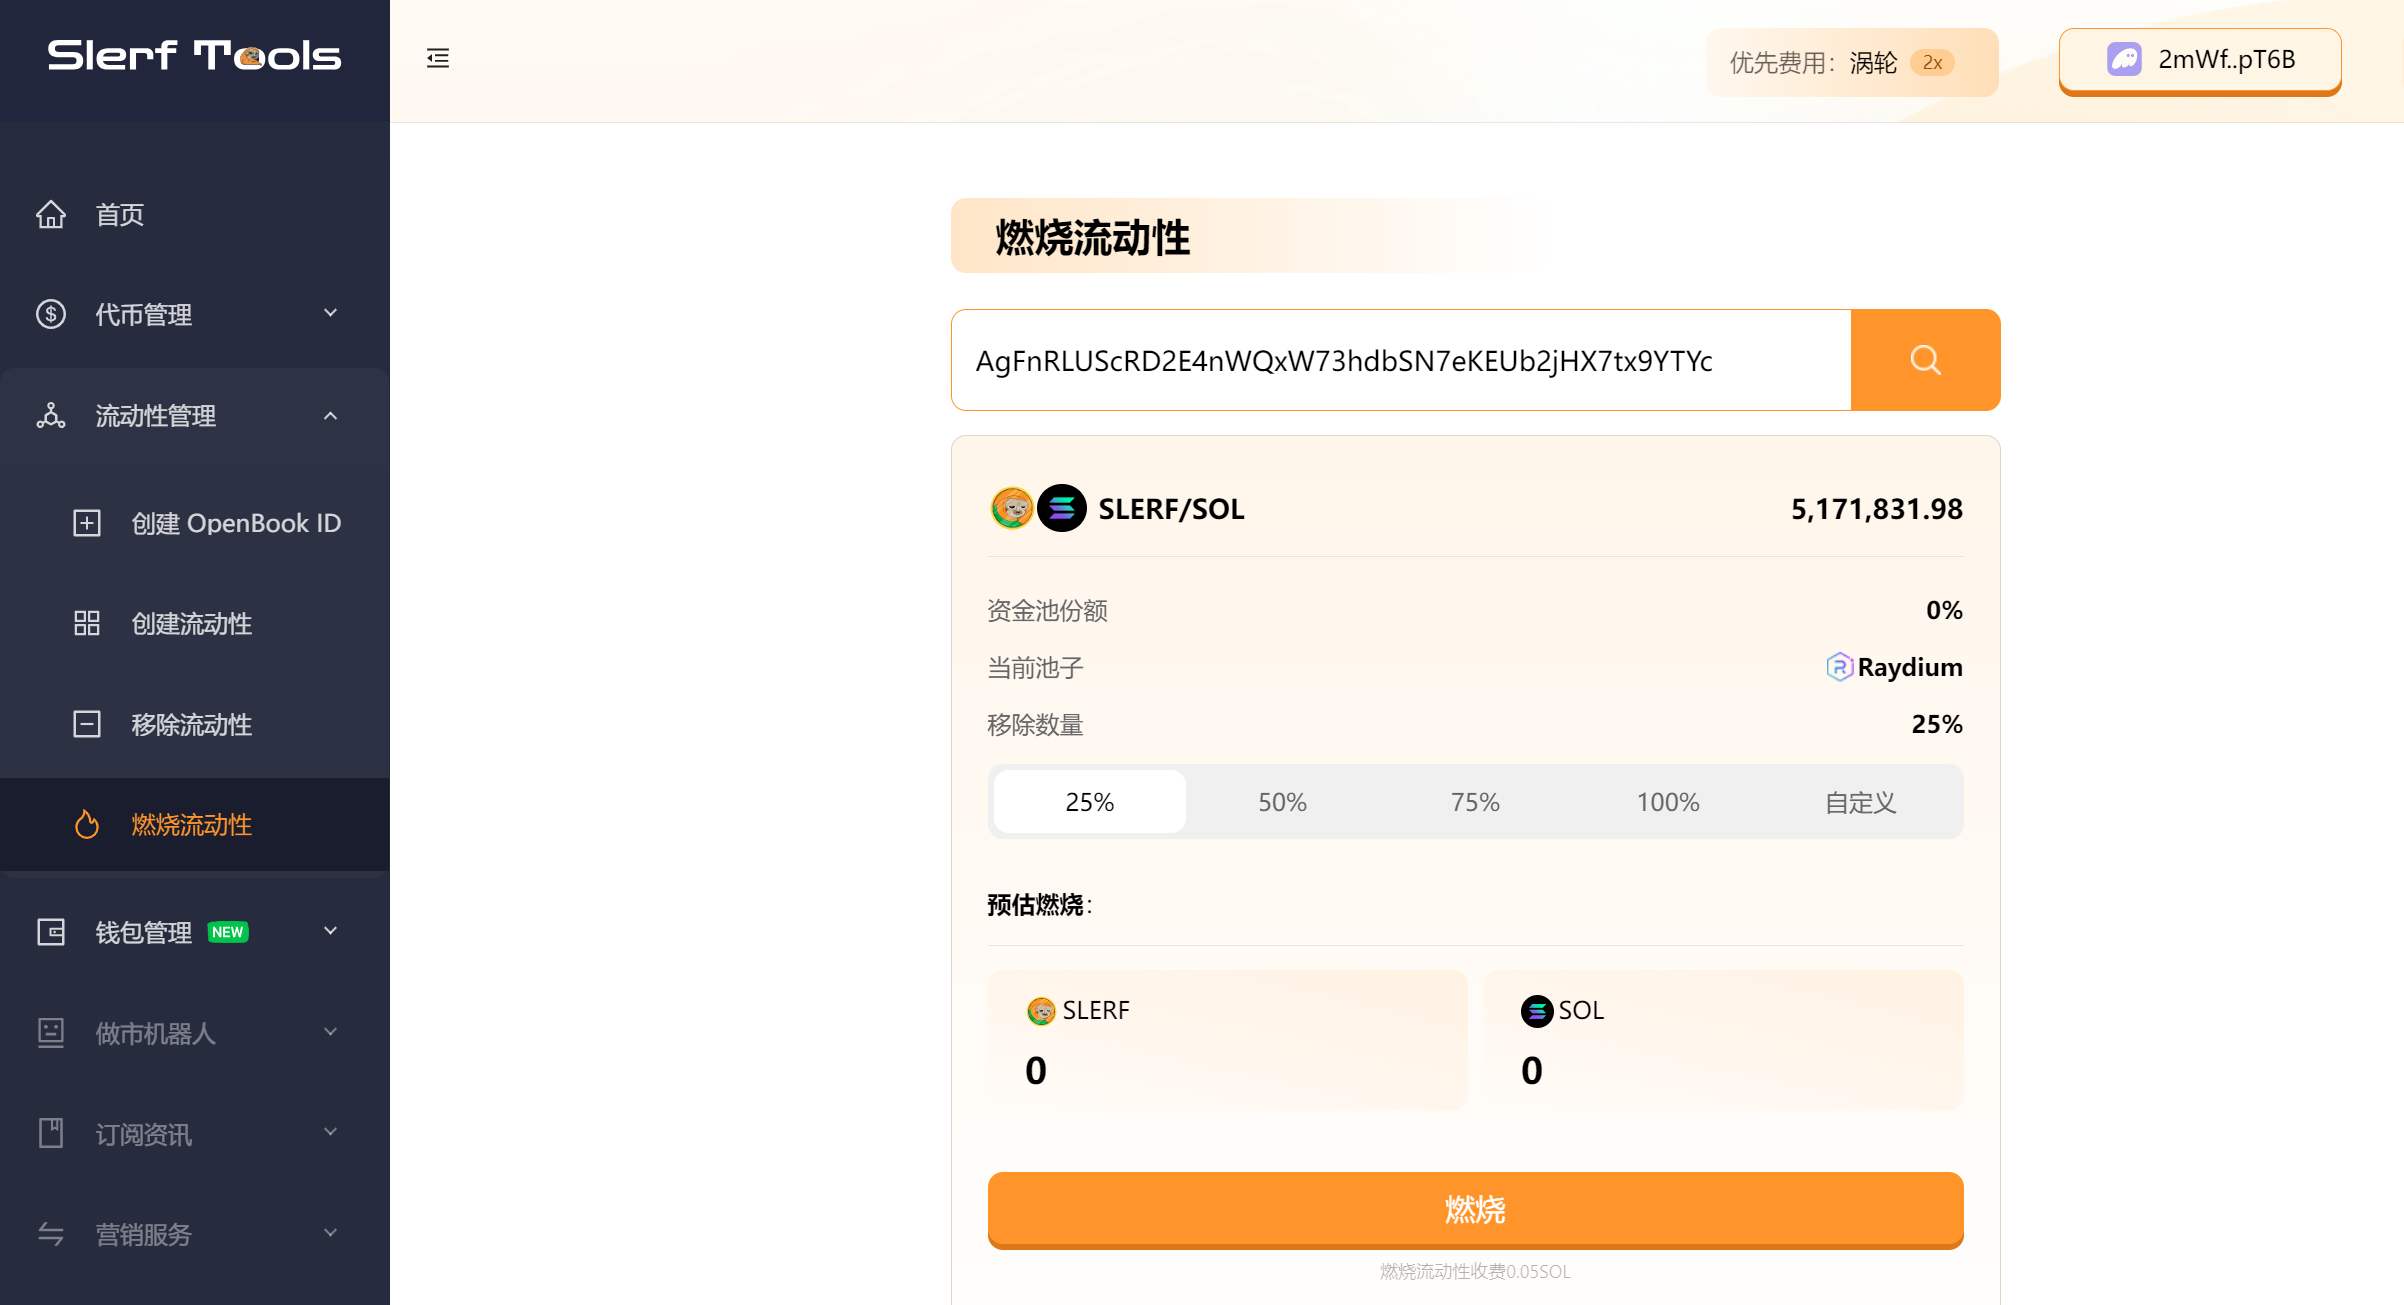 Slerf Tools
优先费用：涡轮 2x
2mWf..pT6B
首页
代币管理
流动性管理
创建 OpenBook ID
创建流动性
移除流动性
燃烧流动性
钱包管理 NEW
做市机器人
订阅资讯
营销服务
燃烧流动性
AgFnRLUScRD2E4nWQxW73hdbSN7eKEUb2jHX7tx9YTYc
SLERF/SOL 5,171,831.98
资金池份额 0%
当前池子 Raydium
移除数量 25%
25% 50% 75% 100% 自定义
预估燃烧：
SLERF SOL
0 0
燃烧
燃烧流动性收费0.05SOL